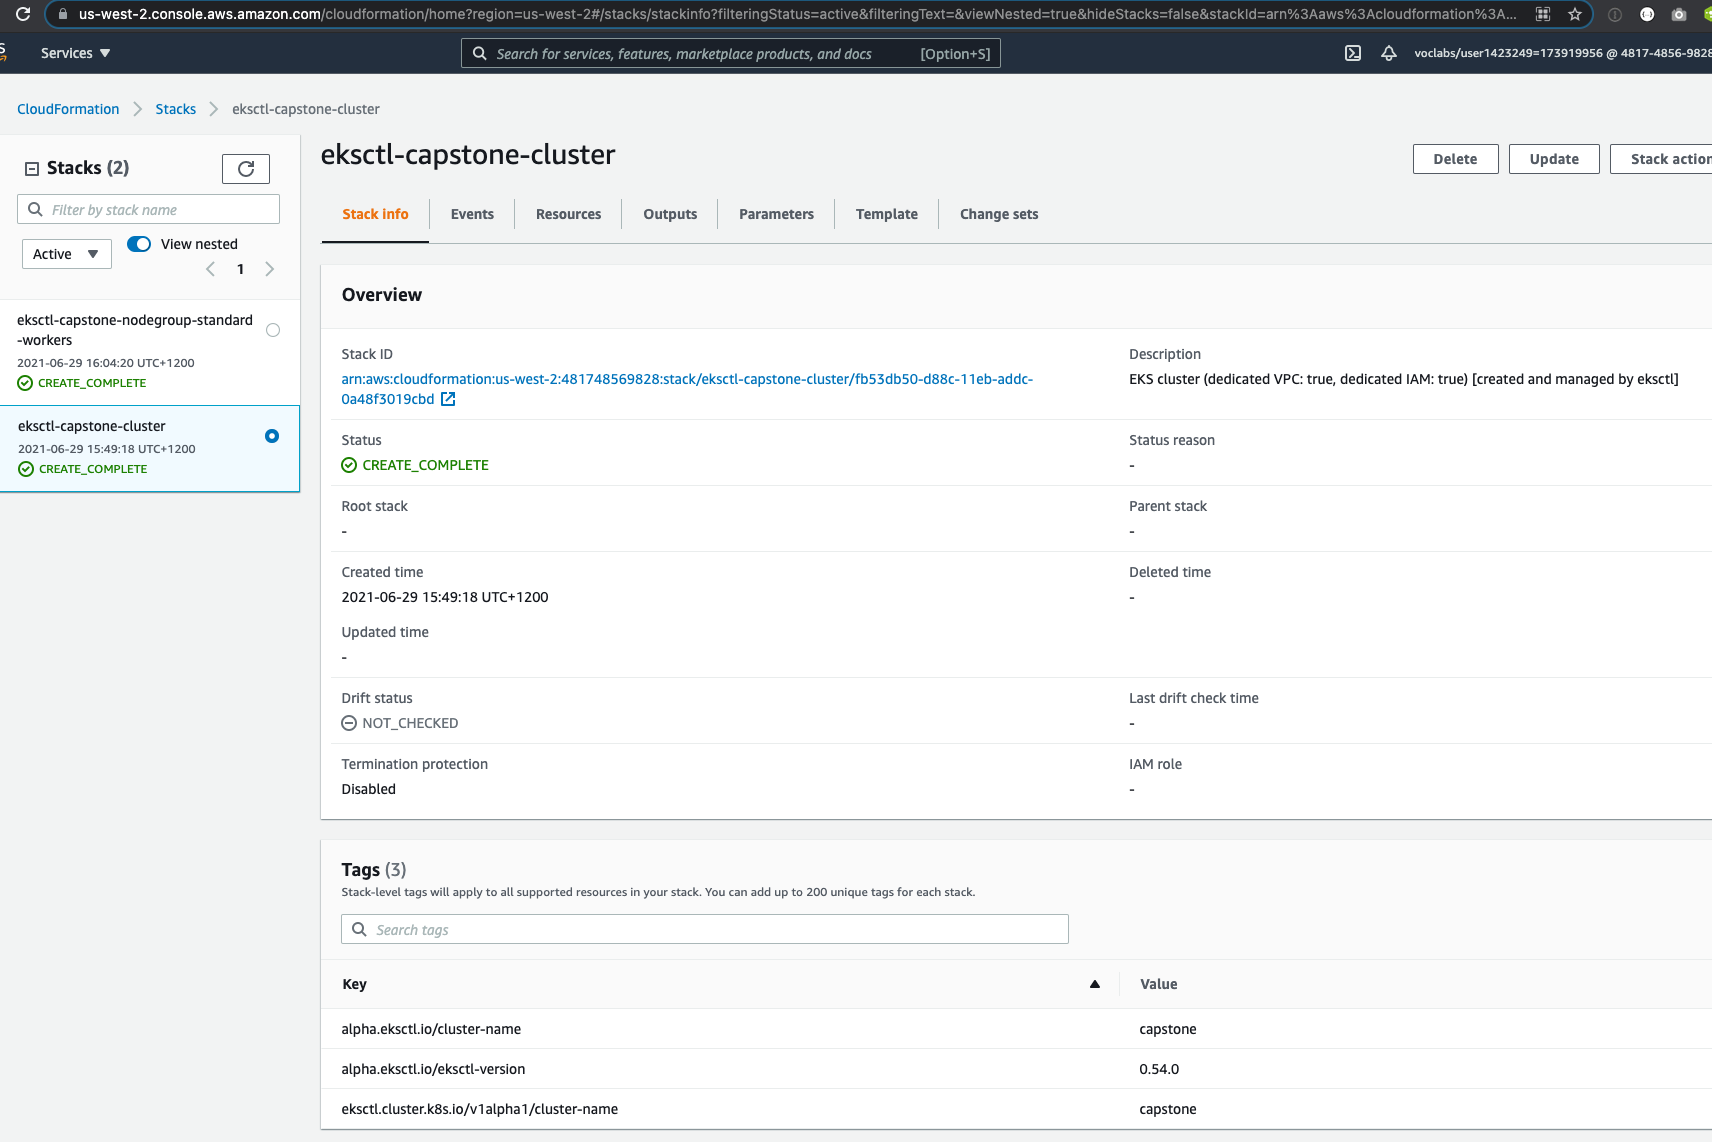 us-west-2.console.aws.amazon.com/cloudformation/home?region=us-west-2#/stacks/stackinfo?filteringStatus=active&filteringText=&viewNested=true&hideStacks=false&stackId=arn%3Aaws%3Acloudformation%3A...
Services
Search for services, features, marketplace products, and docs [Option+S]
voclabs/user1423249=173919956 @ 4817-4856-9828
CloudFormation
Stacks
eksctl-capstone-cluster
Stacks (2)
Filter by stack name
Active
View nested
1
eksctl-capstone-nodegroup-standard
-workers
2021-06-29 16:04:20 UTC+1200
CREATE_COMPLETE
eksctl-capstone-cluster
2021-06-29 15:49:18 UTC+1200
CREATE_COMPLETE
eksctl-capstone-cluster
Delete
Update
Stack action
Stack info
Events
Resources
Outputs
Parameters
Template
Change sets
Overview
Stack ID
arn:aws:cloudformation:us-west-2:481748569828:stack/eksctl-capstone-cluster/fb53db50-d88c-11eb-addc-
0a48f3019cbd
Description
EKS cluster (dedicated VPC: true, dedicated IAM: true) [created and managed by eksctl]
Status
CREATE_COMPLETE
Status reason
-
Root stack
-
Parent stack
-
Created time
2021-06-29 15:49:18 UTC+1200
Deleted time
-
Updated time
-
Drift status
NOT_CHECKED
Last drift check time
-
Termination protection
Disabled
IAM role
-
Tags (3)
Stack-level tags will apply to all supported resources in your stack. You can add up to 200 unique tags for each stack.
Search tags
Key
Value
alpha.eksctl.io/cluster-name
capstone
alpha.eksctl.io/eksctl-version
0.54.0
eksctl.cluster.k8s.io/v1alpha1/cluster-name
capstone